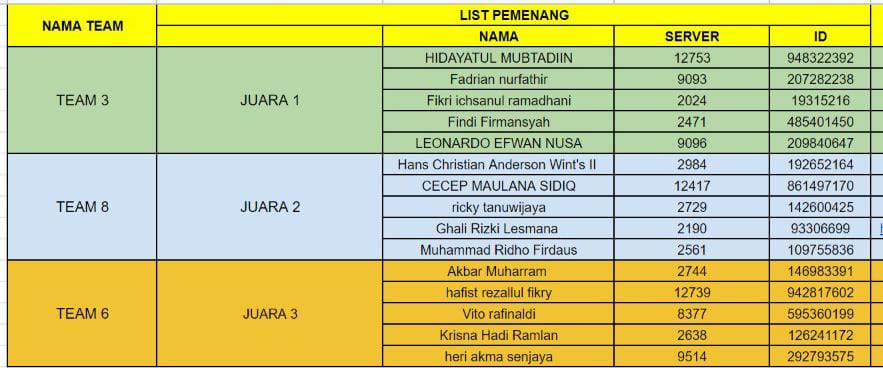 NAMA TEAM
LIST PEMENANG
NAMA SERVER ID
TEAM 3 JUARA 1
HIDAYATUL MUBTADIIN 12753 948322392
Fadrian nurfathir 9093 207282238
Fikri ichsanul ramadhani 2024 19315216
Findi Firmansyah 2471 485401450
LEONARDO EFWAN NUSA 9096 209840647
TEAM 8 JUARA 2
Hans Christian Anderson Wint's II 2984 192652164
CECEP MAULANA SIDIQ 12417 861497170
ricky tanuwijaya 2729 142600425
Ghali Rizki Lesmana 2190 93306699
Muhammad Ridho Firdaus 2561 109755836
TEAM 6 JUARA 3
Akbar Muharram 2744 146983391
hafist rezallul fikry 12739 942817602
Vito rafinaldi 8377 595360199
Krisna Hadi Ramlan 2638 126241172
heri akma senjaya 9514 292793575